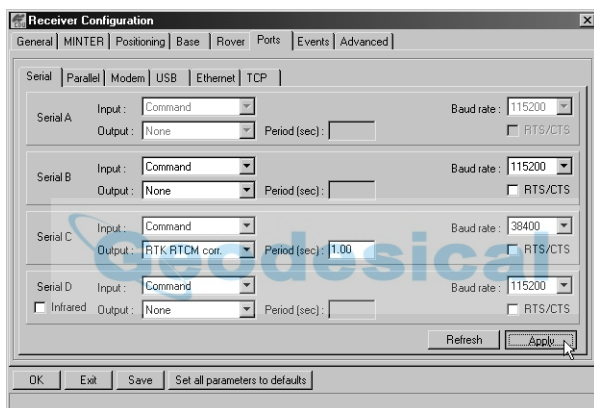 Receiver Configuration
General MINTER Positioning Base Rover Ports Events Advanced
Serial Parallel Modem USB Ethernet TCP
Serial A Input : Command Baud rate : 115200
Output : None Period (sec) : RTS/CTS
Serial B Input : Command Baud rate : 115200
Output : None Period (sec) : RTS/CTS
Serial C Input : Command Baud rate : 38400
Output : RTK RTCM corr. Period (sec) : 1.00 RTS/CTS
Geodesical
Serial D Input : Command Baud rate : 115200
Infrared Output : None Period (sec) : RTS/CTS
Refresh Apply
OK Exit Save Set all parameters to defaults